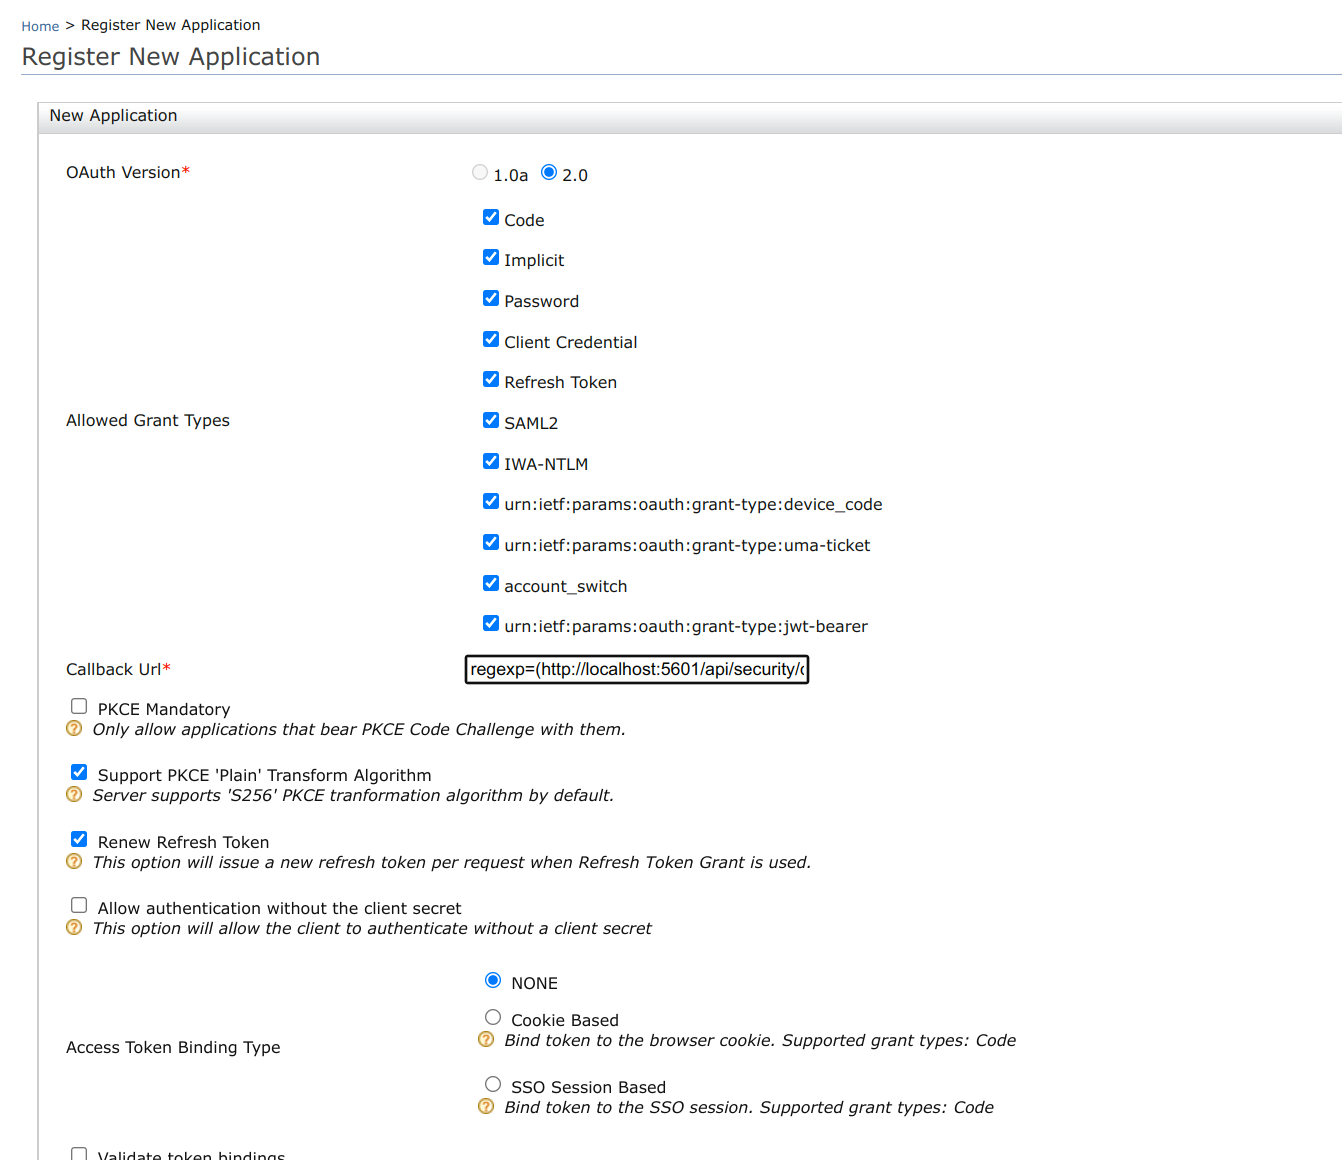 Home > Register New Application
Register New Application
New Application
OAuth Version*
1.0a 2.0
Code
Implicit
Password
Client Credential
Refresh Token
Allowed Grant Types
SAML2
IWA-NTLM
urn:ietf:params:oauth:grant-type:device_code
urn:ietf:params:oauth:grant-type:uma-ticket
account_switch
urn:ietf:params:oauth:grant-type:jwt-bearer
Callback Url*
regexp=(http://localhost:5601/api/security/
PKCE Mandatory
Only allow applications that bear PKCE Code Challenge with them.
Support PKCE 'Plain' Transform Algorithm
Server supports 'S256' PKCE tranformation algorithm by default.
Renew Refresh Token
This option will issue a new refresh token per request when Refresh Token Grant is used.
Allow authentication without the client secret
This option will allow the client to authenticate without a client secret
NONE
Cookie Based
Bind token to the browser cookie. Supported grant types: Code
Access Token Binding Type
SSO Session Based
Bind token to the SSO session. Supported grant types: Code
Validate token bindings